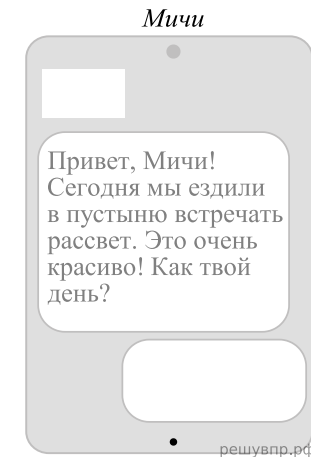 Мичи
Привет, Мичи!
Сегодня мы ездили
в пустыню встречать
рассвет. Это очень
красиво! Как твой
день?
решувпр.рф